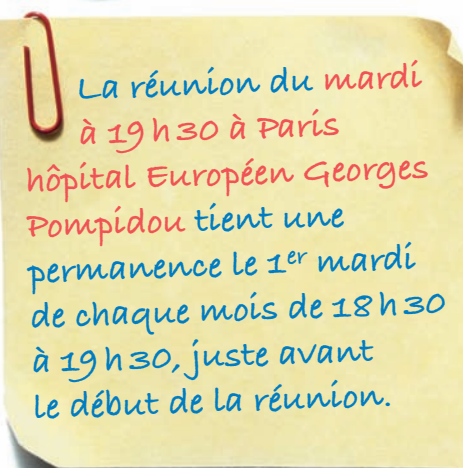 La réunion du mardi
à 19 h 30 à Paris
hôpital Européen Georges
Pompidou tient une
permanence le 1er mardi
de chaque mois de 18 h 30
à 19 h 30, juste avant
le début de la réunion.